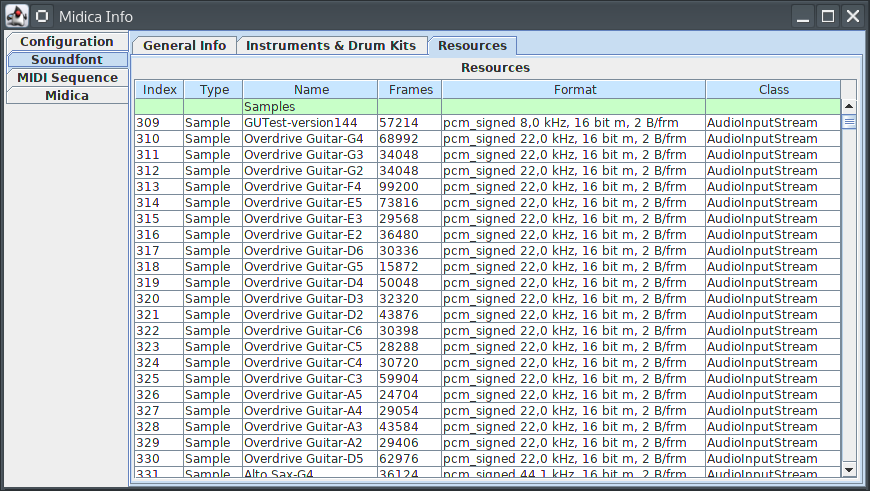 Midica Info
Configuration
Soundfont
MIDI Sequence
Midica
General Info Instruments & Drum Kits Resources
Resources
Index Type Name Frames Format Class
Samples
309 Sample GUTest-version144 57214 pcm_signed 8,0 kHz, 16 bit m, 2 B/frm AudioInputStream
310 Sample Overdrive Guitar-G4 68992 pcm_signed 22,0 kHz, 16 bit m, 2 B/frm AudioInputStream
311 Sample Overdrive Guitar-G3 34048 pcm_signed 22,0 kHz, 16 bit m, 2 B/frm AudioInputStream
312 Sample Overdrive Guitar-G2 34048 pcm_signed 22,0 kHz, 16 bit m, 2 B/frm AudioInputStream
313 Sample Overdrive Guitar-F4 99200 pcm_signed 22,0 kHz, 16 bit m, 2 B/frm AudioInputStream
314 Sample Overdrive Guitar-E5 73816 pcm_signed 22,0 kHz, 16 bit m, 2 B/frm AudioInputStream
315 Sample Overdrive Guitar-E3 29568 pcm_signed 22,0 kHz, 16 bit m, 2 B/frm AudioInputStream
316 Sample Overdrive Guitar-E2 36480 pcm_signed 22,0 kHz, 16 bit m, 2 B/frm AudioInputStream
317 Sample Overdrive Guitar-D6 30336 pcm_signed 22,0 kHz, 16 bit m, 2 B/frm AudioInputStream
318 Sample Overdrive Guitar-G5 15872 pcm_signed 22,0 kHz, 16 bit m, 2 B/frm AudioInputStream
319 Sample Overdrive Guitar-D4 50048 pcm_signed 22,0 kHz, 16 bit m, 2 B/frm AudioInputStream
320 Sample Overdrive Guitar-D3 32320 pcm_signed 22,0 kHz, 16 bit m, 2 B/frm AudioInputStream
321 Sample Overdrive Guitar-D2 43876 pcm_signed 22,0 kHz, 16 bit m, 2 B/frm AudioInputStream
322 Sample Overdrive Guitar-C6 30398 pcm_signed 22,0 kHz, 16 bit m, 2 B/frm AudioInputStream
323 Sample Overdrive Guitar-C5 28288 pcm_signed 22,0 kHz, 16 bit m, 2 B/frm AudioInputStream
324 Sample Overdrive Guitar-C4 30720 pcm_signed 22,0 kHz, 16 bit m, 2 B/frm AudioInputStream
325 Sample Overdrive Guitar-C3 59904 pcm_signed 22,0 kHz, 16 bit m, 2 B/frm AudioInputStream
326 Sample Overdrive Guitar-A5 24704 pcm_signed 22,0 kHz, 16 bit m, 2 B/frm AudioInputStream
327 Sample Overdrive Guitar-A4 29054 pcm_signed 22,0 kHz, 16 bit m, 2 B/frm AudioInputStream
328 Sample Overdrive Guitar-A3 43584 pcm_signed 22,0 kHz, 16 bit m, 2 B/frm AudioInputStream
329 Sample Overdrive Guitar-A2 29406 pcm_signed 22,0 kHz, 16 bit m, 2 B/frm AudioInputStream
330 Sample Overdrive Guitar-D5 62976 pcm_signed 22,0 kHz, 16 bit m, 2 B/frm AudioInputStream
331 Sample Alto Sax-G4 36124 pcm_signed 44,1 kHz, 16 bit m, 2 B/frm AudioInputStream